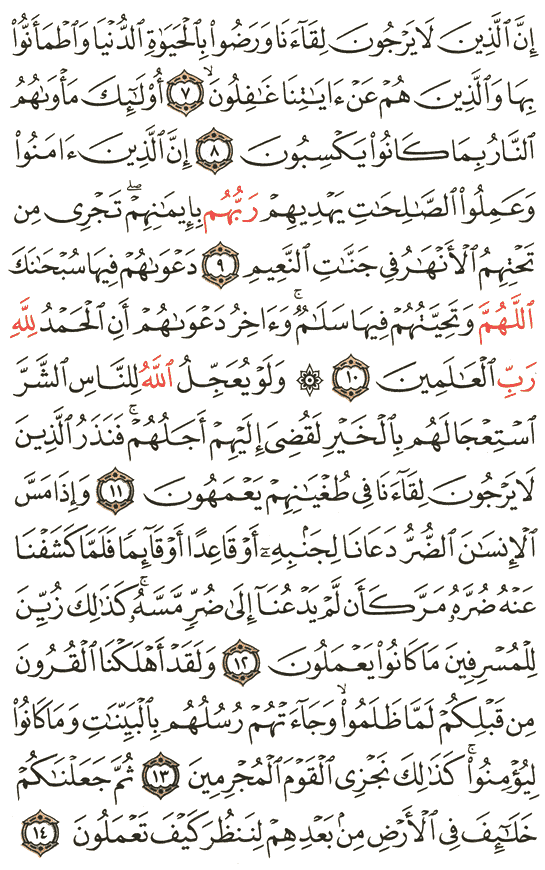 إِنَّ ٱلَّذِينَ لَا يَرْجُونَ لِقَآءَنَا وَرَضُوا۟ بِٱلْحَيَوٰةِ ٱلدُّنْيَا وَٱطْمَأَنُّوا۟
بِهَا وَٱلَّذِينَ هُمْ عَنْ ءَايَـٰتِنَا غَـٰفِلُونَ ۙ ٧ أُو۟لَـٰٓئِكَ مَأْوَىٰهُمُ
ٱلنَّارُ بِمَا كَانُوا۟ يَكْسِبُونَ ٨ إِنَّ ٱلَّذِينَ ءَامَنُوا۟
وَعَمِلُوا۟ ٱلصَّـٰلِحَـٰتِ يَهْدِيهِمْ رَبُّهُم بِإِيمَـٰنِهِمْ ۖ تَجْرِى مِن
تَحْتِهِمُ ٱلْأَنْهَـٰرُ فِى جَنَّـٰتِ ٱلنَّعِيمِ ٩ دَعْوَىٰهُمْ فِيهَا سُبْحَـٰنَكَ
ٱللَّهُمَّ وَتَحِيَّتُهُمْ فِيهَا سَلَـٰمٌ ۚ وَءَاخِرُ دَعْوَىٰهُمْ أَنِ ٱلْحَمْدُ لِلَّهِ
رَبِّ ٱلْعَـٰلَمِينَ ١٠ ۞ وَلَوْ يُعَجِّلُ ٱللَّهُ لِلنَّاسِ ٱلشَّرَّ
ٱسْتِعْجَالَهُم بِٱلْخَيْرِ لَقُضِىَ إِلَيْهِمْ أَجَلُهُمْ ۖ فَنَذَرُ ٱلَّذِينَ
لَا يَرْجُونَ لِقَآءَنَا فِى طُغْيَـٰنِهِمْ يَعْمَهُونَ ١١ وَإِذَا مَسَّ
ٱلْإِنسَـٰنَ ٱلضُّرُّ دَعَانَا لِجَنۢبِهِۦٓ أَوْ قَاعِدًا أَوْ قَآئِمًا فَلَمَّا كَشَفْنَا
عَنْهُ ضُرَّهُۥ مَرَّ كَأَن لَّمْ يَدْعُنَآ إِلَىٰ ضُرٍّ مَّسَّهُۥ ۚ كَذَٰلِكَ زُيِّنَ
لِلْمُسْرِفِينَ مَا كَانُوا۟ يَعْمَلُونَ ١٢ وَلَقَدْ أَهْلَكْنَا ٱلْقُرُونَ
مِن قَبْلِكُمْ لَمَّا ظَلَمُوا۟ ۙ وَجَآءَتْهُمْ رُسُلُهُم بِٱلْبَيِّنَـٰتِ وَمَا كَانُوا۟
لِيُؤْمِنُوا۟ ۚ كَذَٰلِكَ نَجْزِى ٱلْقَوْمَ ٱلْمُجْرِمِينَ ١٣ ثُمَّ جَعَلْنَـٰكُمْ
خَلَـٰٓئِفَ فِى ٱلْأَرْضِ مِنۢ بَعْدِهِمْ لِنَنظُرَ كَيْفَ تَعْمَلُونَ ١٤